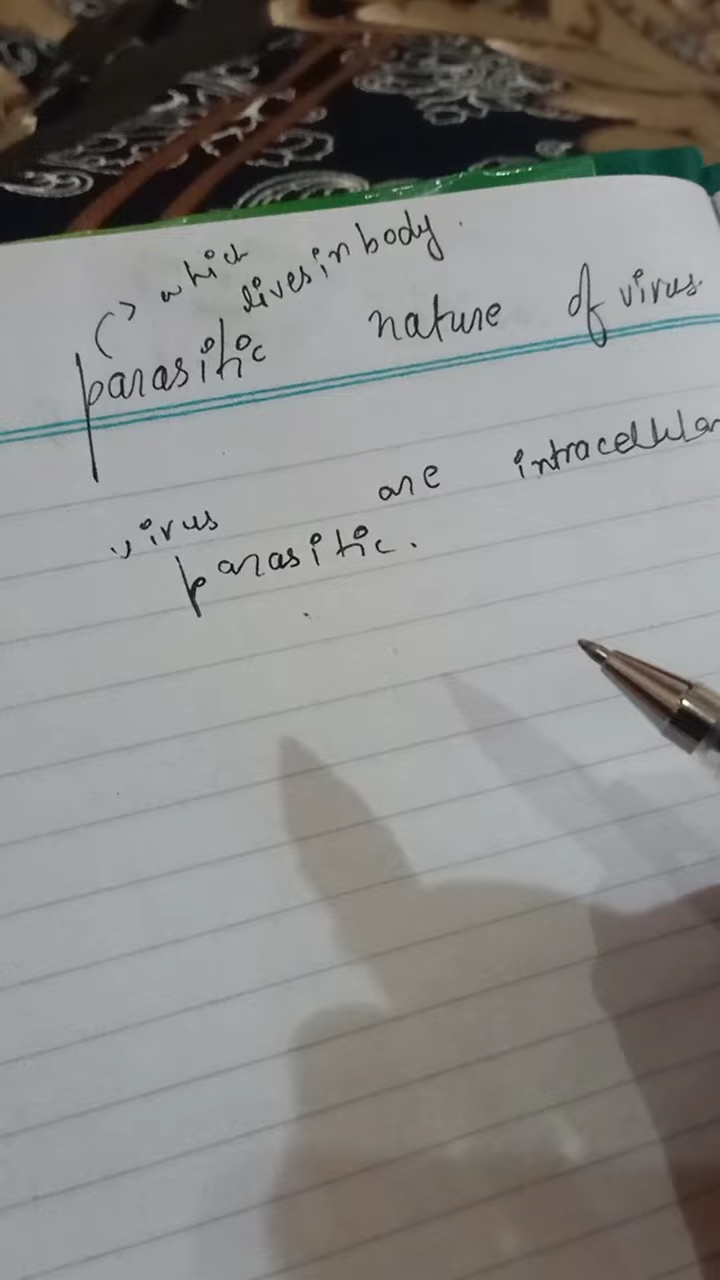 which
lives in body.
parasitic nature of virus.
virus are intracellular
parasitic.